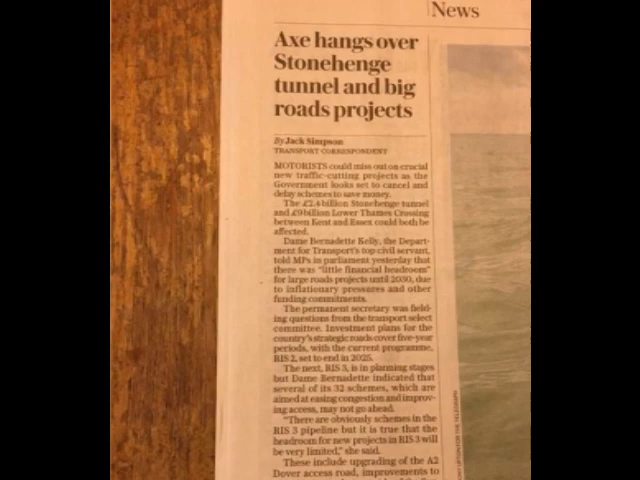 News
Axe hangs over
Stonehenge
tunnel and big
roads projects
By Jack Simpson
TRANSPORT CORRESPONDENT
MOTORISTS could miss out on crucial
new traffic-cutting projects as the
Government looks set to cancel and
delay schemes to save money.
The £2.4 billion Stonehenge tunnel
and £9 billion Lower Thames Crossing
between Kent and Essex could both be
affected.
Dame Bernadette Kelly, the Depart-
ment for Transport's top civil servant,
told MPs in parliament yesterday that
there was "little financial headroom"
for large roads projects until 2030, due
to inflationary pressures and other
funding commitments.
The permanent secretary was field-
ing questions from the transport select
committee. Investment plans for the
country's strategic roads cover five-year
periods, with the current programme,
RIS 2, set to end in 2025.
The next, RIS 3, is in planning stages
but Dame Bernadette indicated that
several of its 32 schemes, which are
aimed at easing congestion and improv-
ing access, may not go ahead.
"There are obviously schemes in the
RIS 3 pipeline but it is true that the
headroom for new projects in RIS 3 will
be very limited," she said.
These include upgrading of the A2
Dover access road, improvements to
FOR THE TELEGRAPH